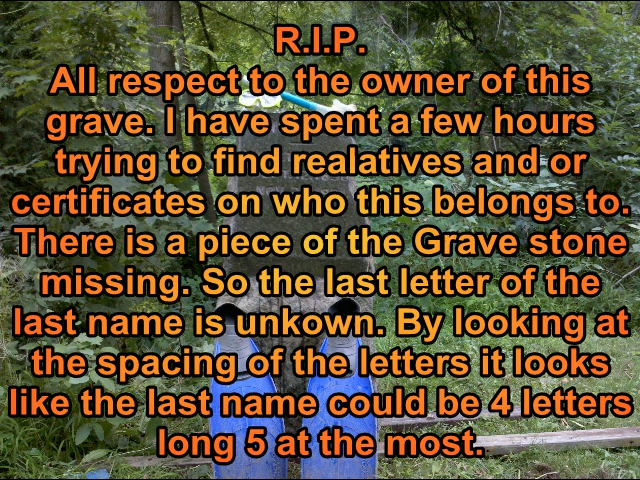 R.I.P.
All respect to the owner of this
grave. I have spent a few hours
trying to find realatives and or
certificates on who this belongs to.
There is a piece of the Grave stone
missing. So the last letter of the
last name is unkown. By looking at
the spacing of the letters it looks
like the last name could be 4 letters
long 5 at the most.